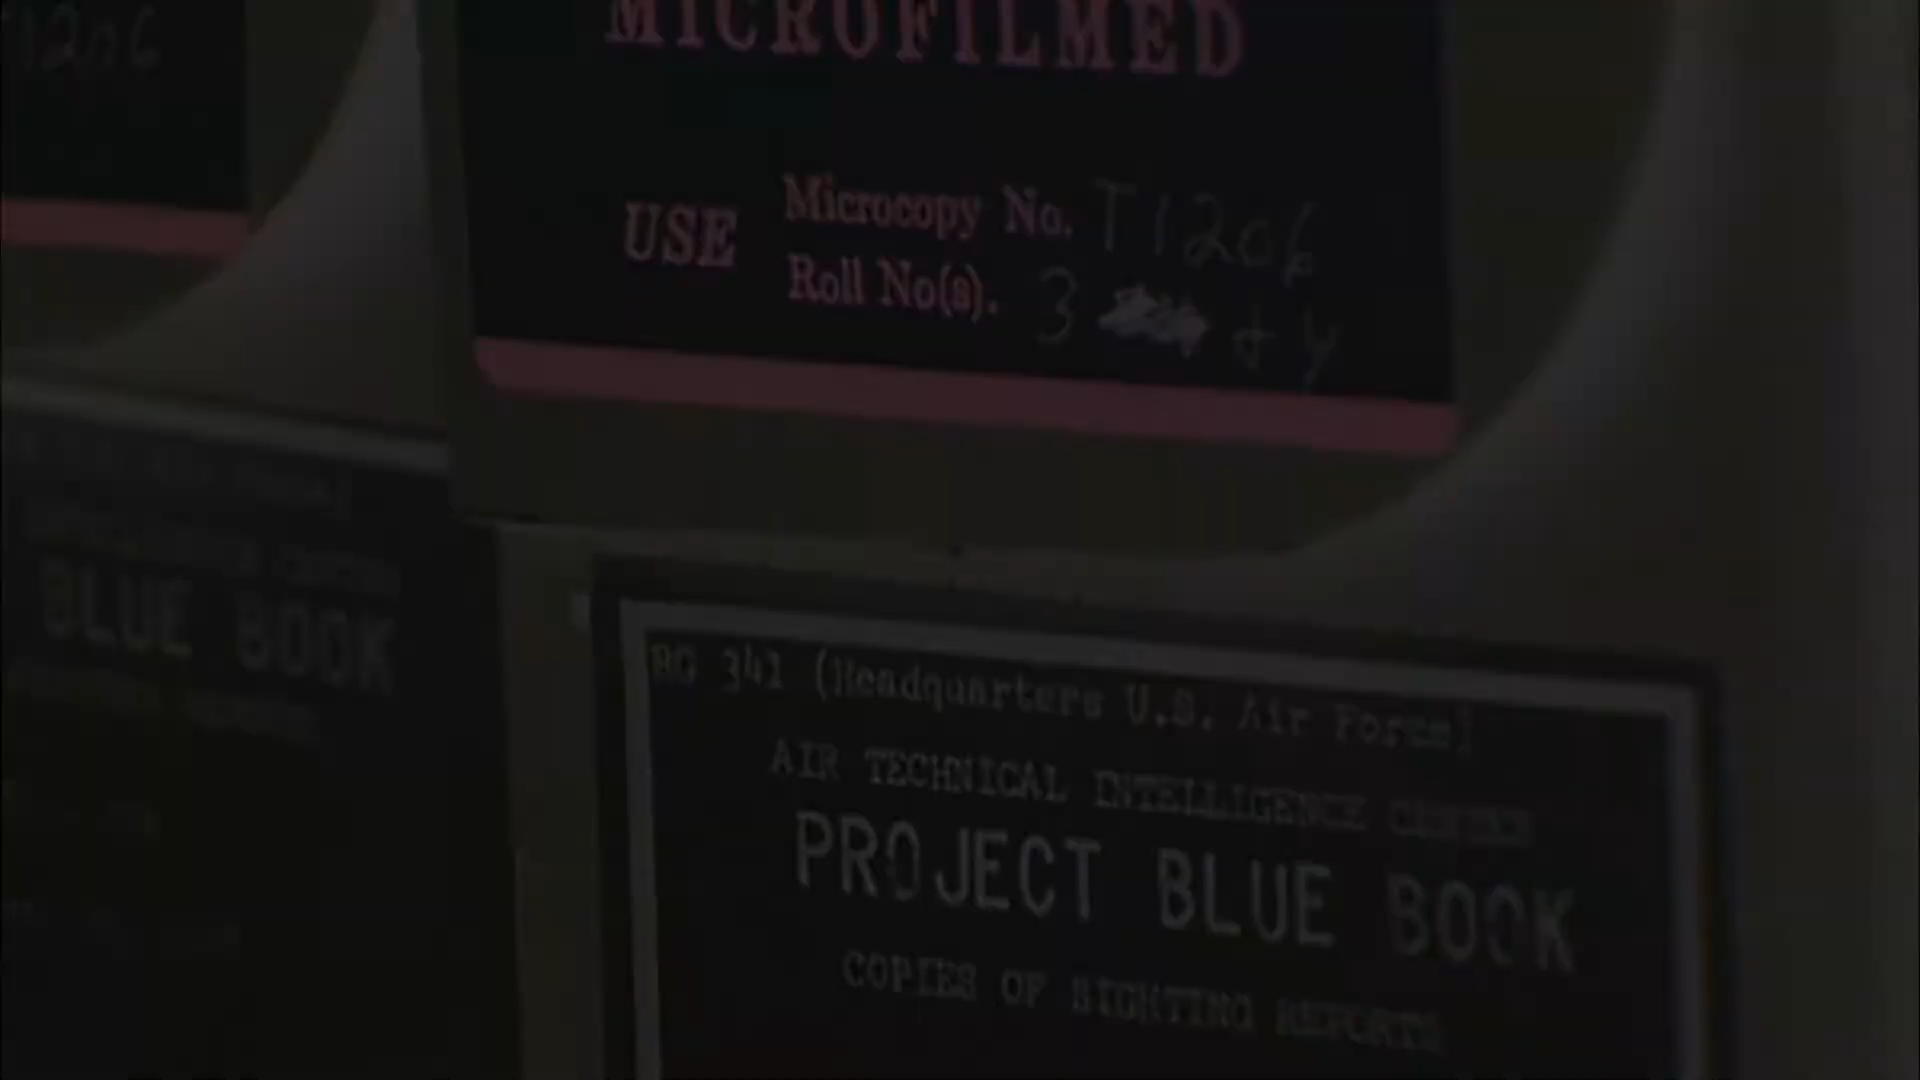 T1206
MICROFILMED
USE
Microcopy No. T1206
Roll No(s). 3 + 4
BLUE BOOK
RG 341 (Headquarters U.S. Air Force)
AIR TECHNICAL INTELLIGENCE CENTER
PROJECT BLUE BOOK
COPIES OF SIGHTING REPORTS